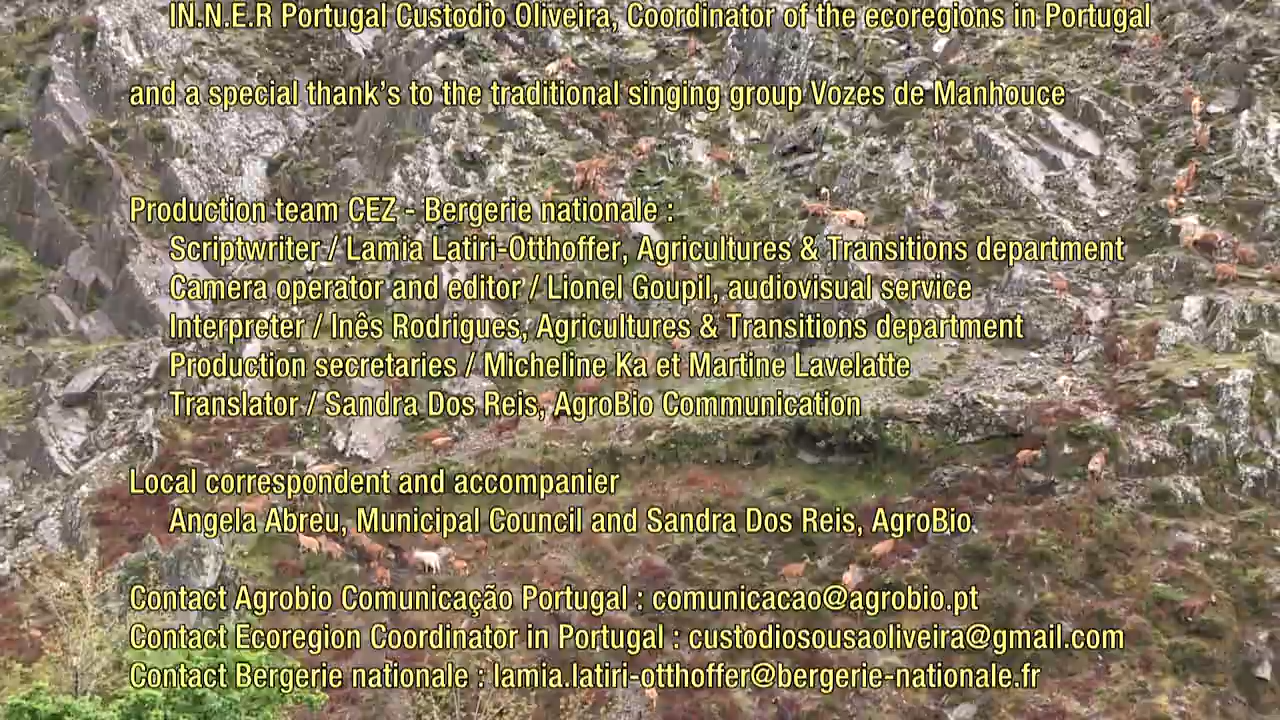 IN.N.E.R Portugal Custodio Oliveira, Coordinator of the ecoregions in Portugal
and a special thank's to the traditional singing group Vozes de Manhouce
Production team CEZ - Bergerie nationale :
Scriptwriter / Lamia Latiri-Otthoffer, Agricultures & Transitions department
Camera operator and editor / Lionel Goupil, audiovisual service
Interpreter / Inês Rodrigues, Agricultures & Transitions department
Production secretaries / Micheline Ka et Martine Lavelatte
Translator / Sandra Dos Reis, AgroBio Communication
Local correspondent and accompanier
Angela Abreu, Municipal Council and Sandra Dos Reis, AgroBio
Contact Agrobio Comunicação Portugal : comunicacao@agrobio.pt
Contact Ecoregion Coordinator in Portugal : custodiosousaoliveira@gmail.com
Contact Bergerie nationale : lamia.latiri-otthoffer@bergerie-nationale.fr